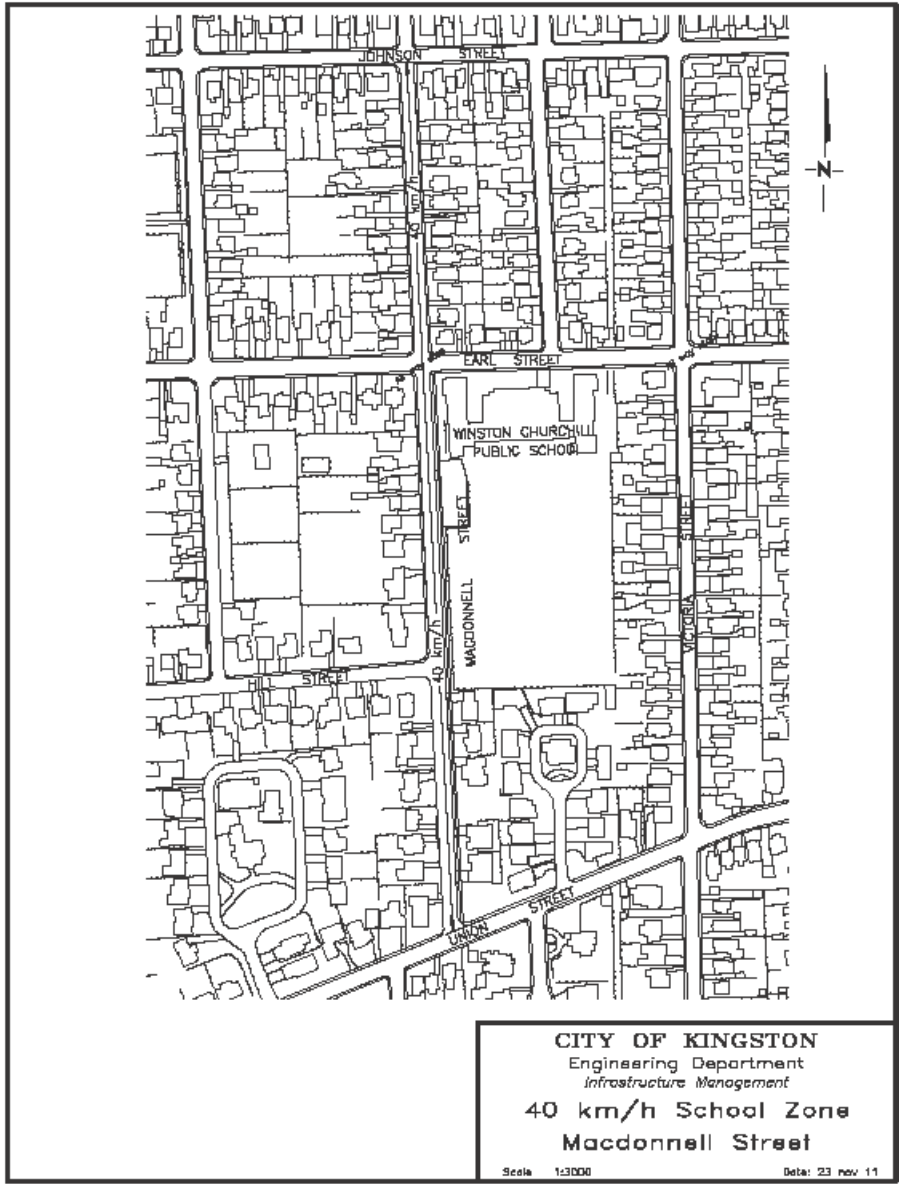 JOHNSON STREET
40 km/h
N
EARL STREET
WINSTON CHURCHILL
PUBLIC SCHOOL
STREET
MACDONNELL
40 km/h
STREET
VICTORIA
STREET
UNION STREET
CITY OF KINGSTON
Engineering Department
Infrastructure Management
40 km/h School Zone
Macdonnell Street
Scale 1:3000 Date: 23 nov 11